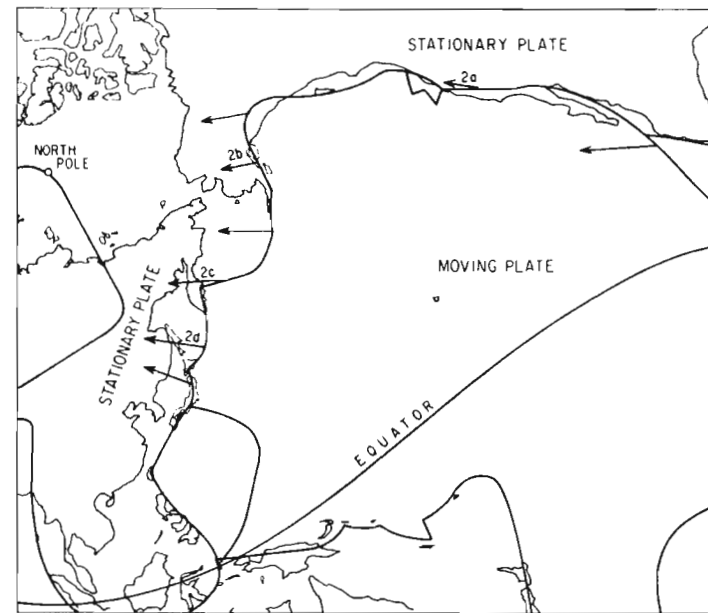 STATIONARY PLATE
2a
NORTH
POLE
2b
2c
MOVING PLATE
STATIONARY PLATE
2d
EQUATOR